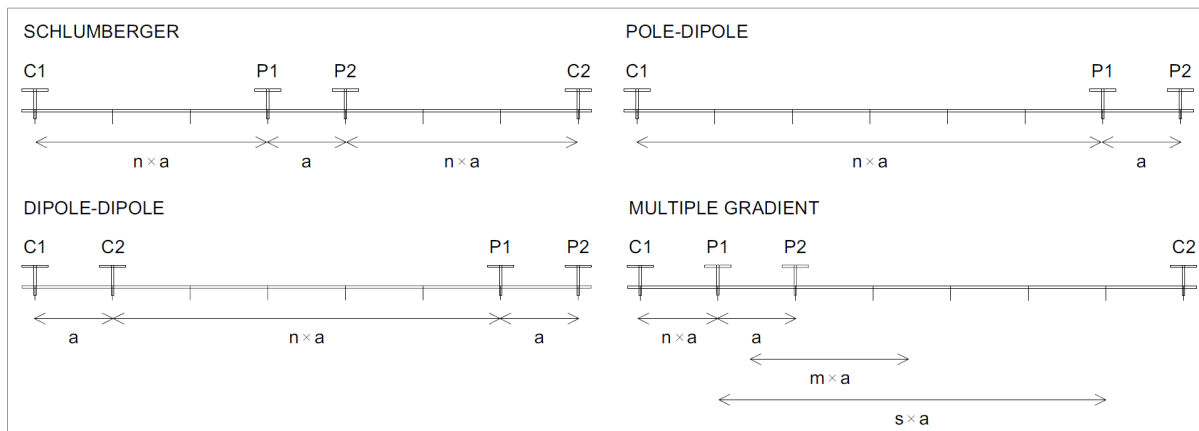 SCHLUMBERGER
C1 P1 P2 C2
n × a a n × a
POLE-DIPOLE
C1 P1 P2
n × a a
DIPOLE-DIPOLE
C1 C2 P1 P2
a n × a a
MULTIPLE GRADIENT
C1 P1 P2 C2
n × a a
m × a
s × a